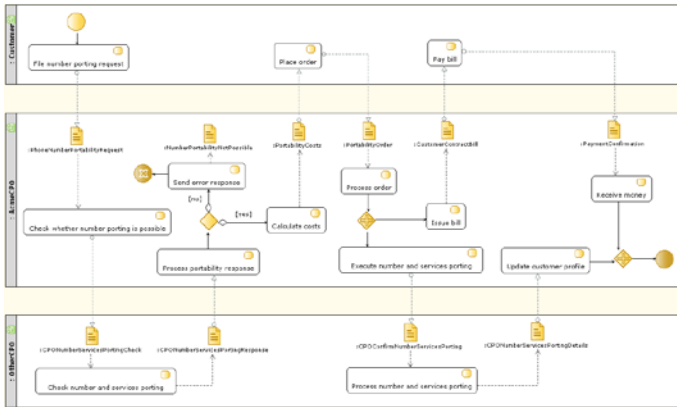 : Customer
File number porting request
Place order
Pay bill
: AcmeCPO
:PhoneNumberPortabilityRequest
:NumberPortabilityNotPossible
:PortabilityCosts
:PortabilityOrder
:CustomerContractBill
:PaymentConfirmation
Send error response
Process order
Receive money
[no]
[yes]
Check whether number porting is possible
Calculate costs
Issue bill
Process portability response
Execute number and services porting
Update customer profile
: OtherCPO
:CPONumberServicesPortingCheck
:CPONumberServicesPortingResponse
:CPOConfirmNumberServicesPorting
:CPONumberServicesPortingDetails
Check number and services porting
Process number and services porting